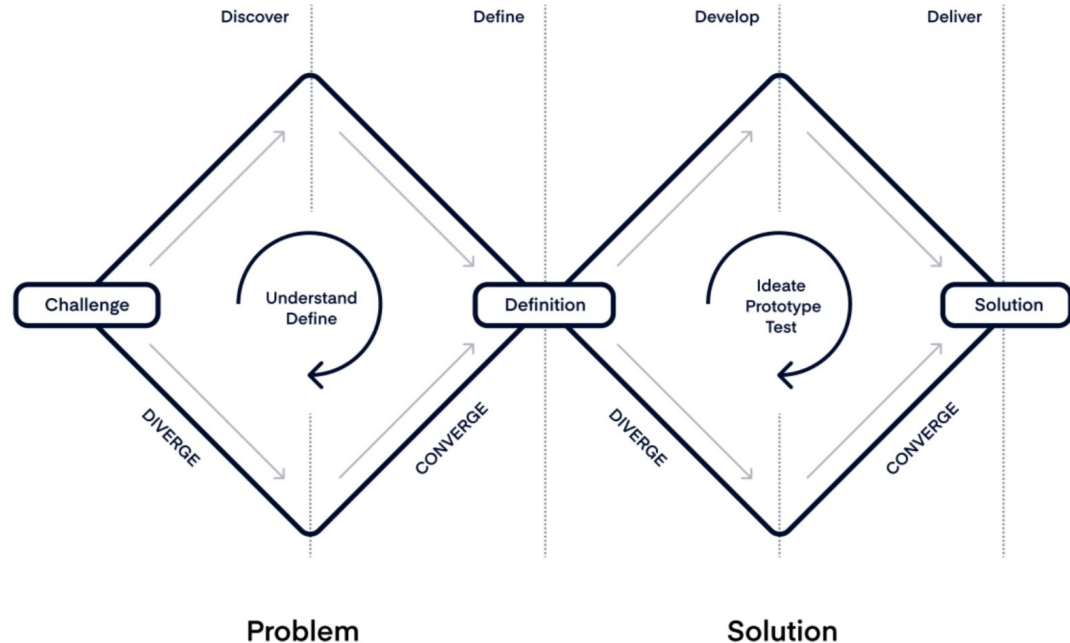 Discover
Define
Develop
Deliver
Challenge
Understand
Define
Definition
Ideate
Prototype
Test
Solution
DIVERGE
CONVERGE
DIVERGE
CONVERGE
Problem
Solution